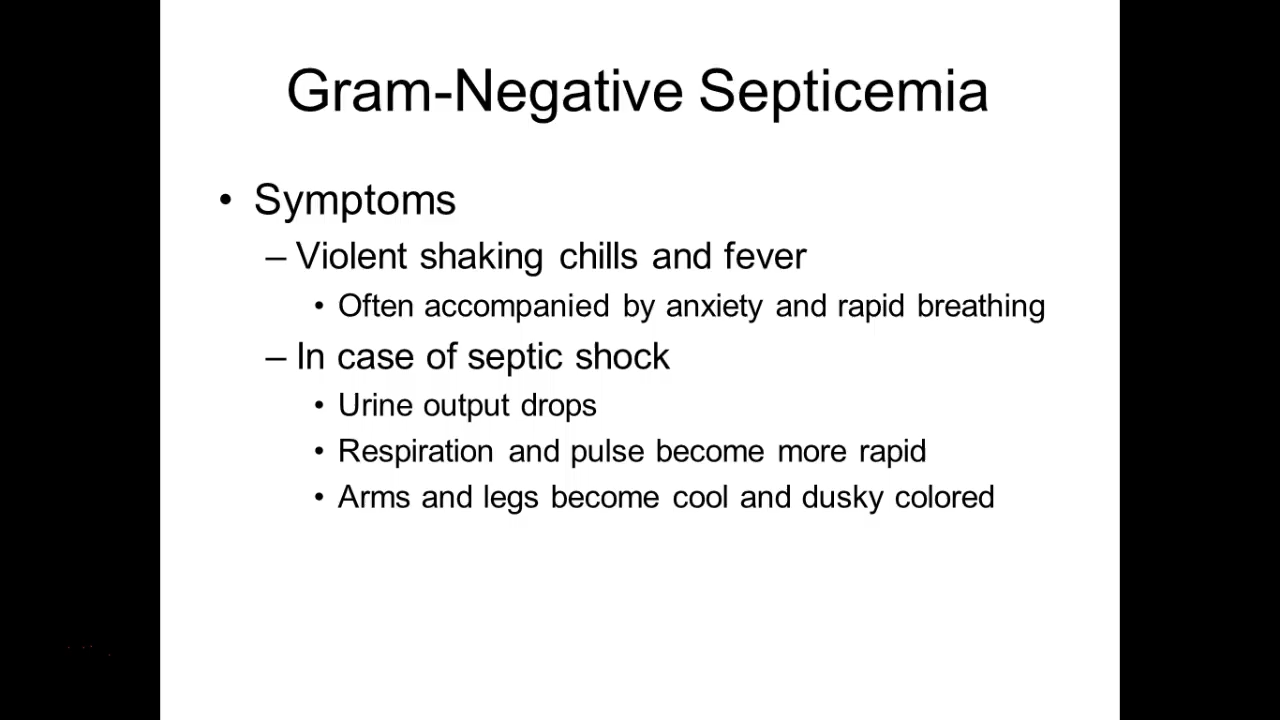 Gram-Negative Septicemia
• Symptoms
– Violent shaking chills and fever
• Often accompanied by anxiety and rapid breathing
– In case of septic shock
• Urine output drops
• Respiration and pulse become more rapid
• Arms and legs become cool and dusky colored